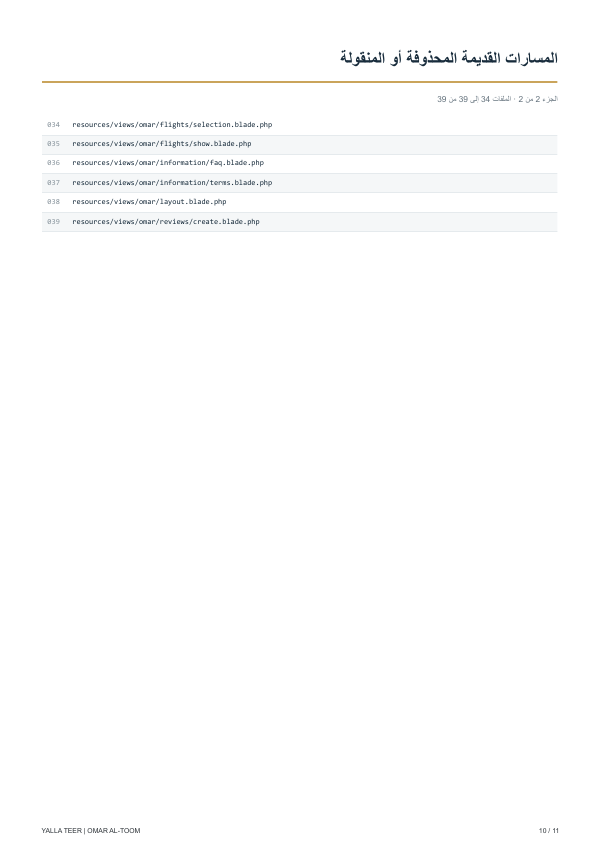 المسارات القديمة المحذوفة أو المنقولة
الجزء 2 من 2 · الملفات 34 إلى 39 من 39
034 resources/views/omar/flights/selection.blade.php
035 resources/views/omar/flights/show.blade.php
036 resources/views/omar/information/faq.blade.php
037 resources/views/omar/information/terms.blade.php
038 resources/views/omar/layout.blade.php
039 resources/views/omar/reviews/create.blade.php
YALLA TEER | OMAR AL-TOOM
10 / 11